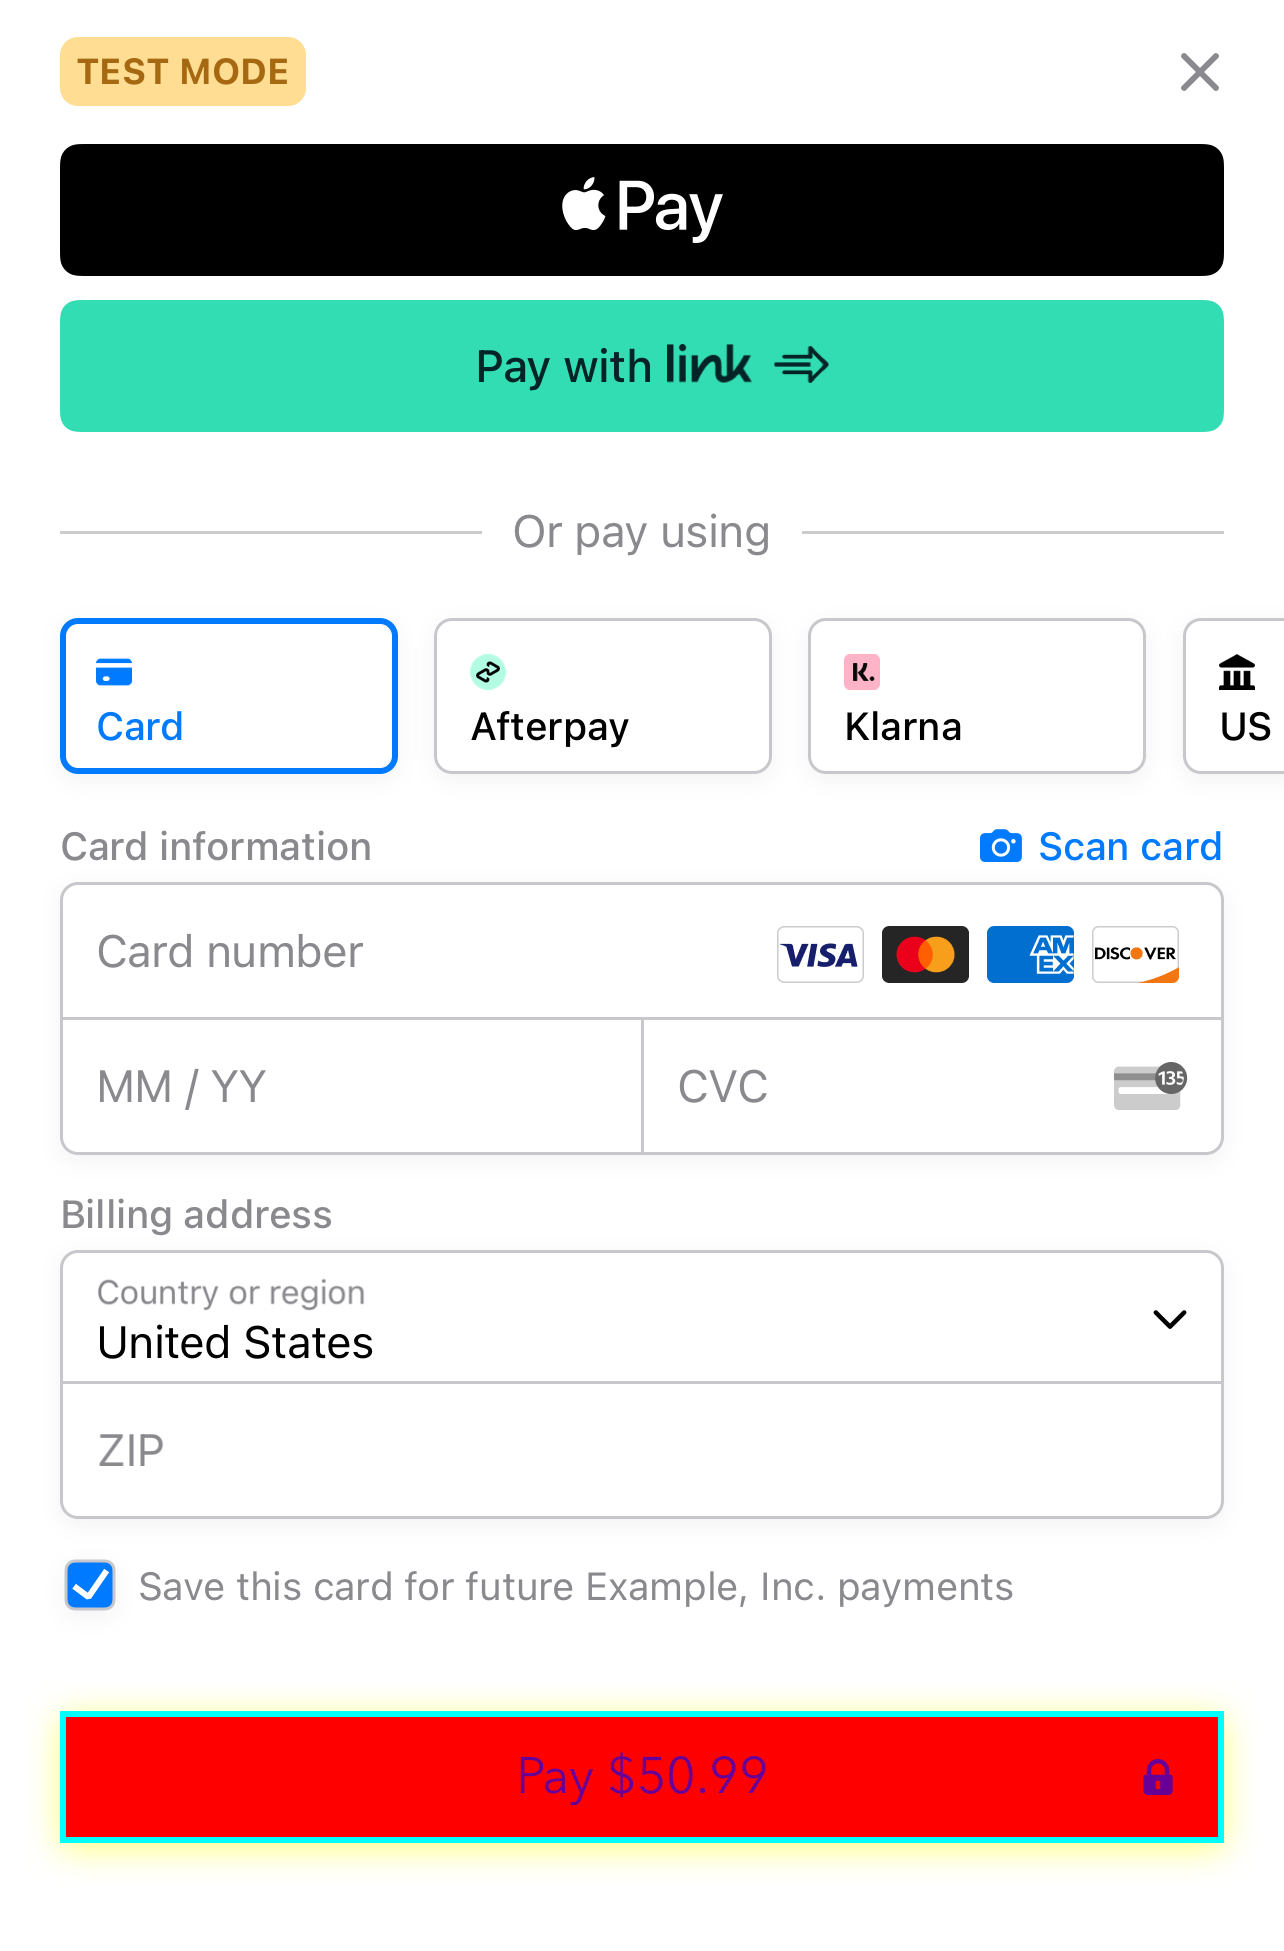 TEST MODE
Pay
Pay with link
Or pay using
Card
Afterpay
K.
Klarna
US
Card information
Scan card
Card number
VISA
AM
EX
DISCOVER
MM / YY
CVC
135
Billing address
Country or region
United States
ZIP
Save this card for future Example, Inc. payments
Pay $50.99